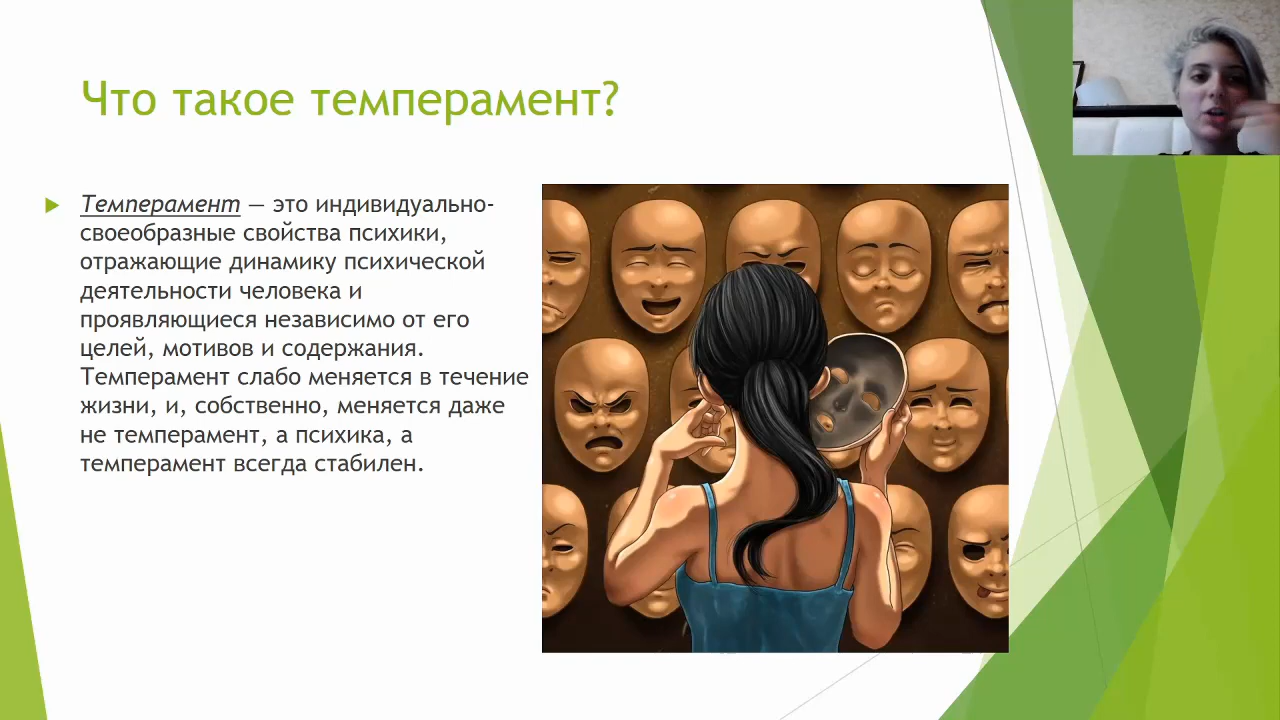 Что такое темперамент?
Темперамент — это индивидуально-
своеобразные свойства психики,
отражающие динамику психической
деятельности человека и
проявляющиеся независимо от его
целей, мотивов и содержания.
Темперамент слабо меняется в течение
жизни, и, собственно, меняется даже
не темперамент, а психика, а
темперамент всегда стабилен.